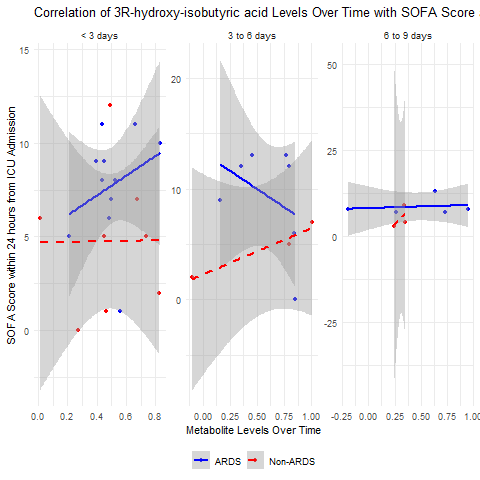 Correlation of 3R-hydroxy-isobutyric acid Levels Over Time with SOFA Score
< 3 days
3 to 6 days
6 to 9 days
SOFA Score within 24 hours from ICU Admission
15
10
5
0
20
10
0
50
25
0
-25
0.0 0.2 0.4 0.6 0.8
0.00 0.25 0.50 0.75 1.00
-0.25 0.00 0.25 0.50 0.75 1.00
Metabolite Levels Over Time
ARDS
Non-ARDS